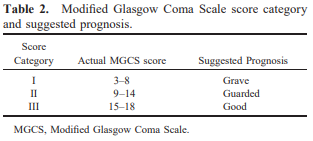 Table 2. Modified Glasgow Coma Scale score category
and suggested prognosis.
Score
Category Actual MGCS score Suggested Prognosis
I 3–8 Grave
II 9–14 Guarded
III 15–18 Good
MGCS, Modified Glasgow Coma Scale.